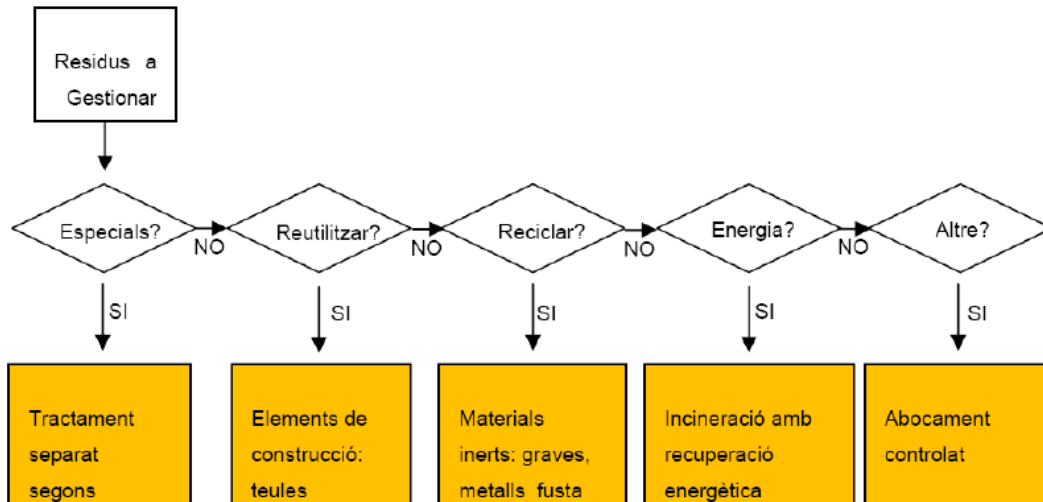 Residus a
Gestionar
Especials?
NO
Reutilitzar?
NO
Reciclar?
NO
Energia?
NO
Altre?
SI
SI
SI
SI
SI
Tractament
separat
segons
Elements de
construcció:
teules
Materials
inerts: graves,
metalls fusta
Incineració amb
recuperació
energètica
Abocament
controlat